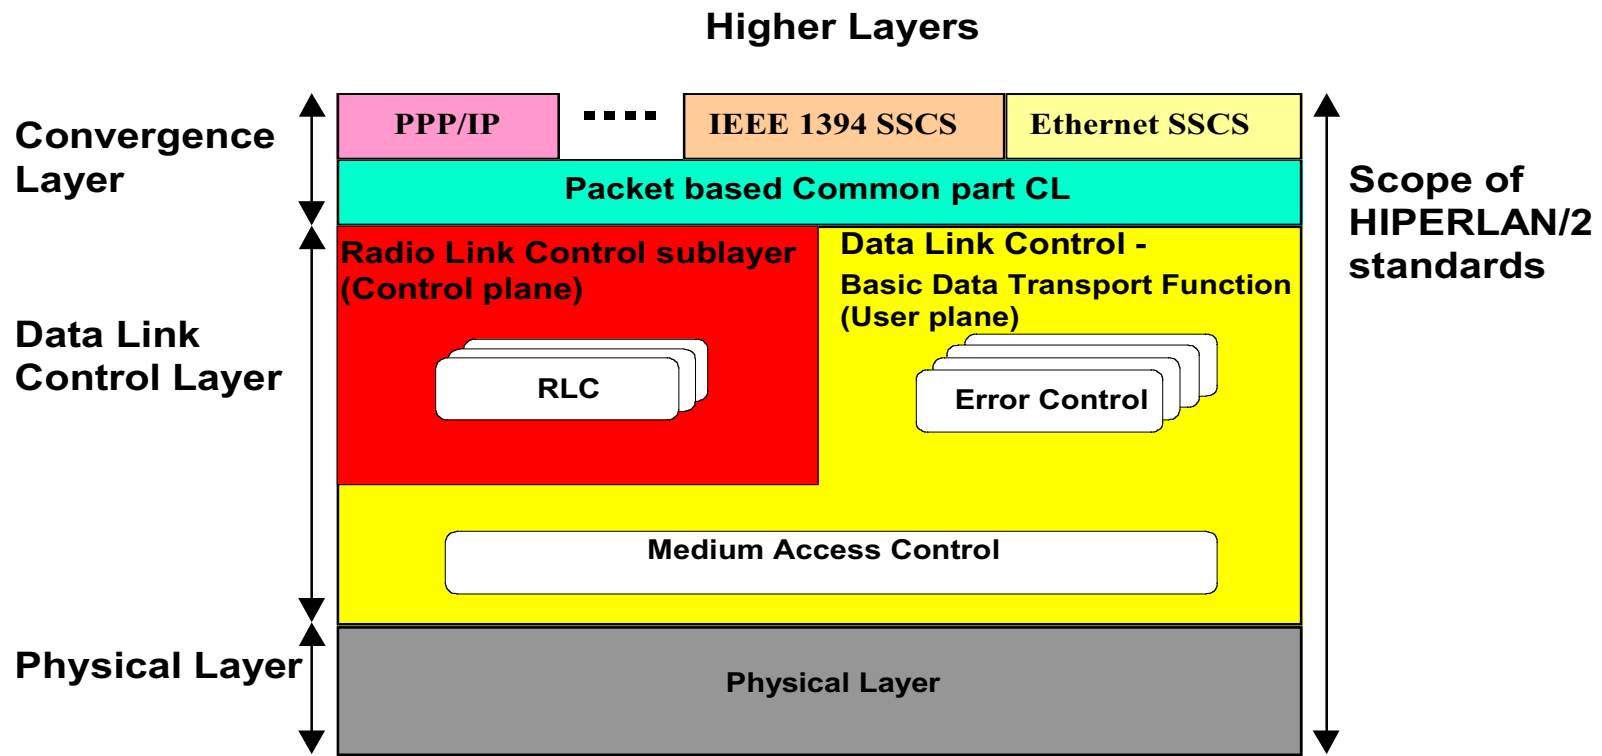 Higher Layers
Convergence
Layer
PPP/IP
IEEE 1394 SSCS
Ethernet SSCS
Packet based Common part CL
Scope of
HIPERLAN/2
standards
Data Link
Control Layer
Radio Link Control sublayer
(Control plane)
RLC
Data Link Control -
Basic Data Transport Function
(User plane)
Error Control
Medium Access Control
Physical Layer
Physical Layer